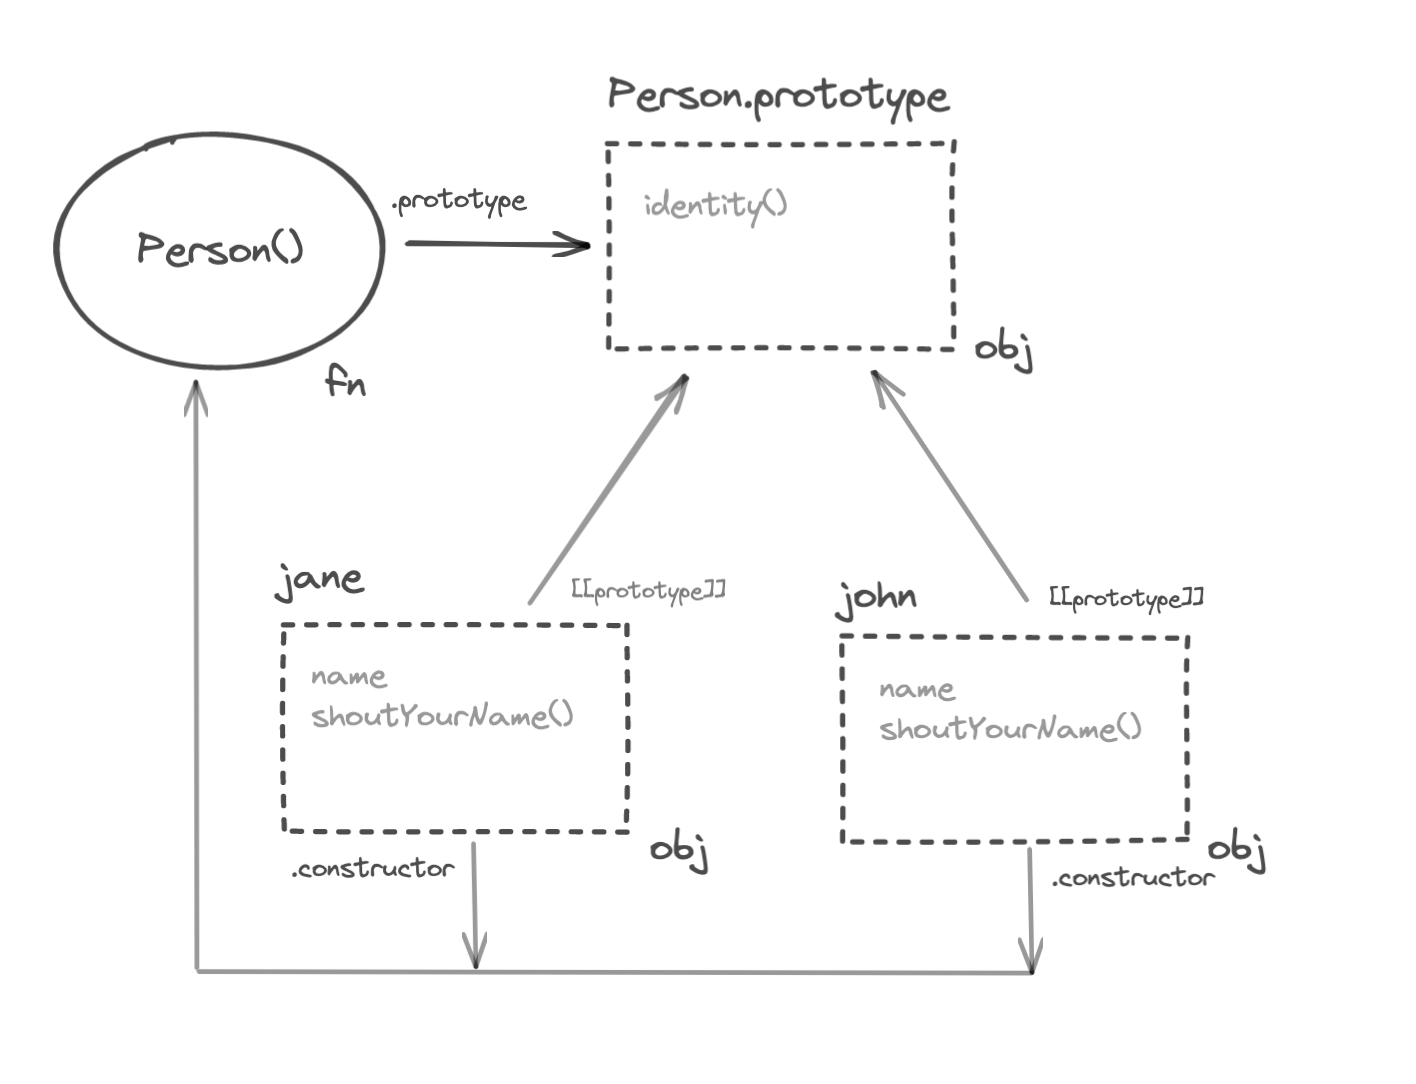 Person.prototype
.prototype
identity()
Person()
obj
fn
jane
[[prototype]]
john
[[prototype]]
name
shoutYourName()
name
shoutYourName()
obj
obj
.constructor
.constructor